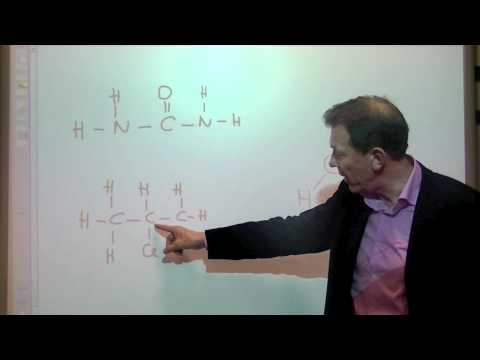 H O H
H – N – C – N – H
H H H
H – C – C – C – H
H Cl
H